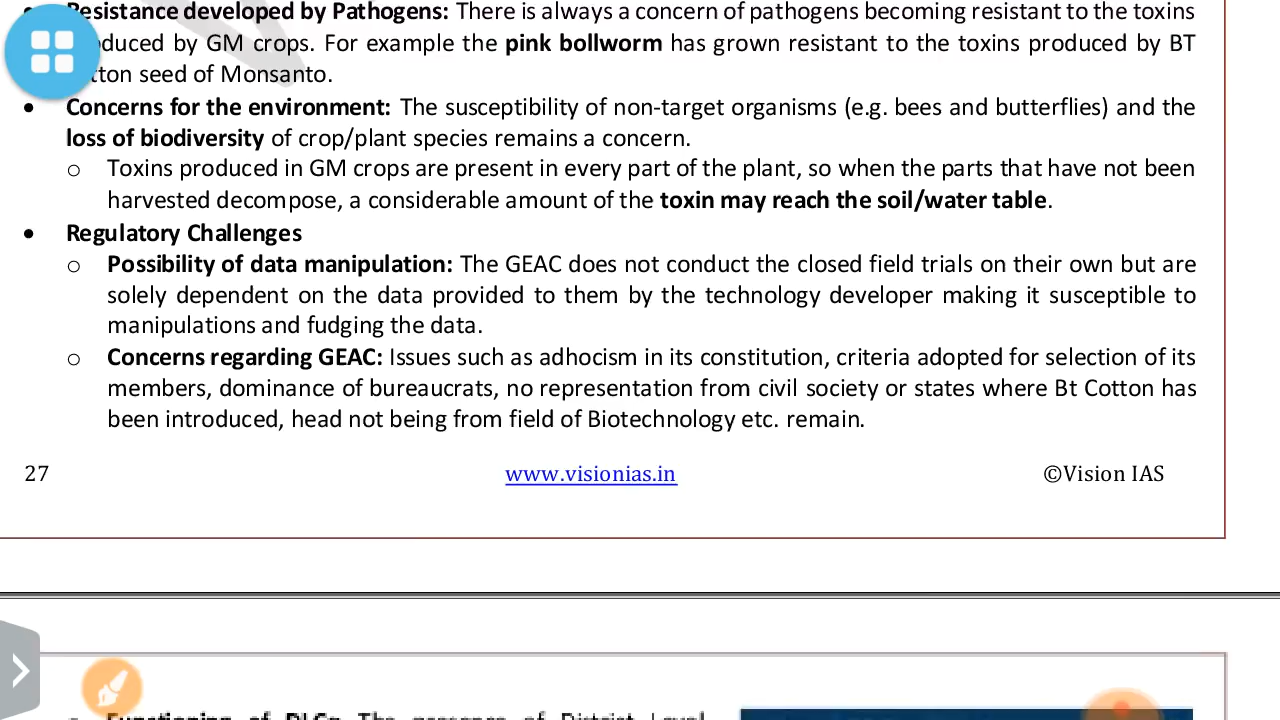 Resistance developed by Pathogens: There is always a concern of pathogens becoming resistant to the toxins
by GM crops. For example the pink bollworm has grown resistant to the toxins produced by BT
seed of Monsanto.
• Concerns for the environment: The susceptibility of non-target organisms (e.g. bees and butterflies) and the
loss of biodiversity of crop/plant species remains a concern.
o Toxins produced in GM crops are present in every part of the plant, so when the parts that have not been
harvested decompose, a considerable amount of the toxin may reach the soil/water table.
• Regulatory Challenges
o Possibility of data manipulation: The GEAC does not conduct the closed field trials on their own but are
solely dependent on the data provided to them by the technology developer making it susceptible to
manipulations and fudging the data.
o Concerns regarding GEAC: Issues such as adhocism in its constitution, criteria adopted for selection of its
members, dominance of bureaucrats, no representation from civil society or states where Bt Cotton has
been introduced, head not being from field of Biotechnology etc. remain.
27 www.visionias.in ©Vision IAS